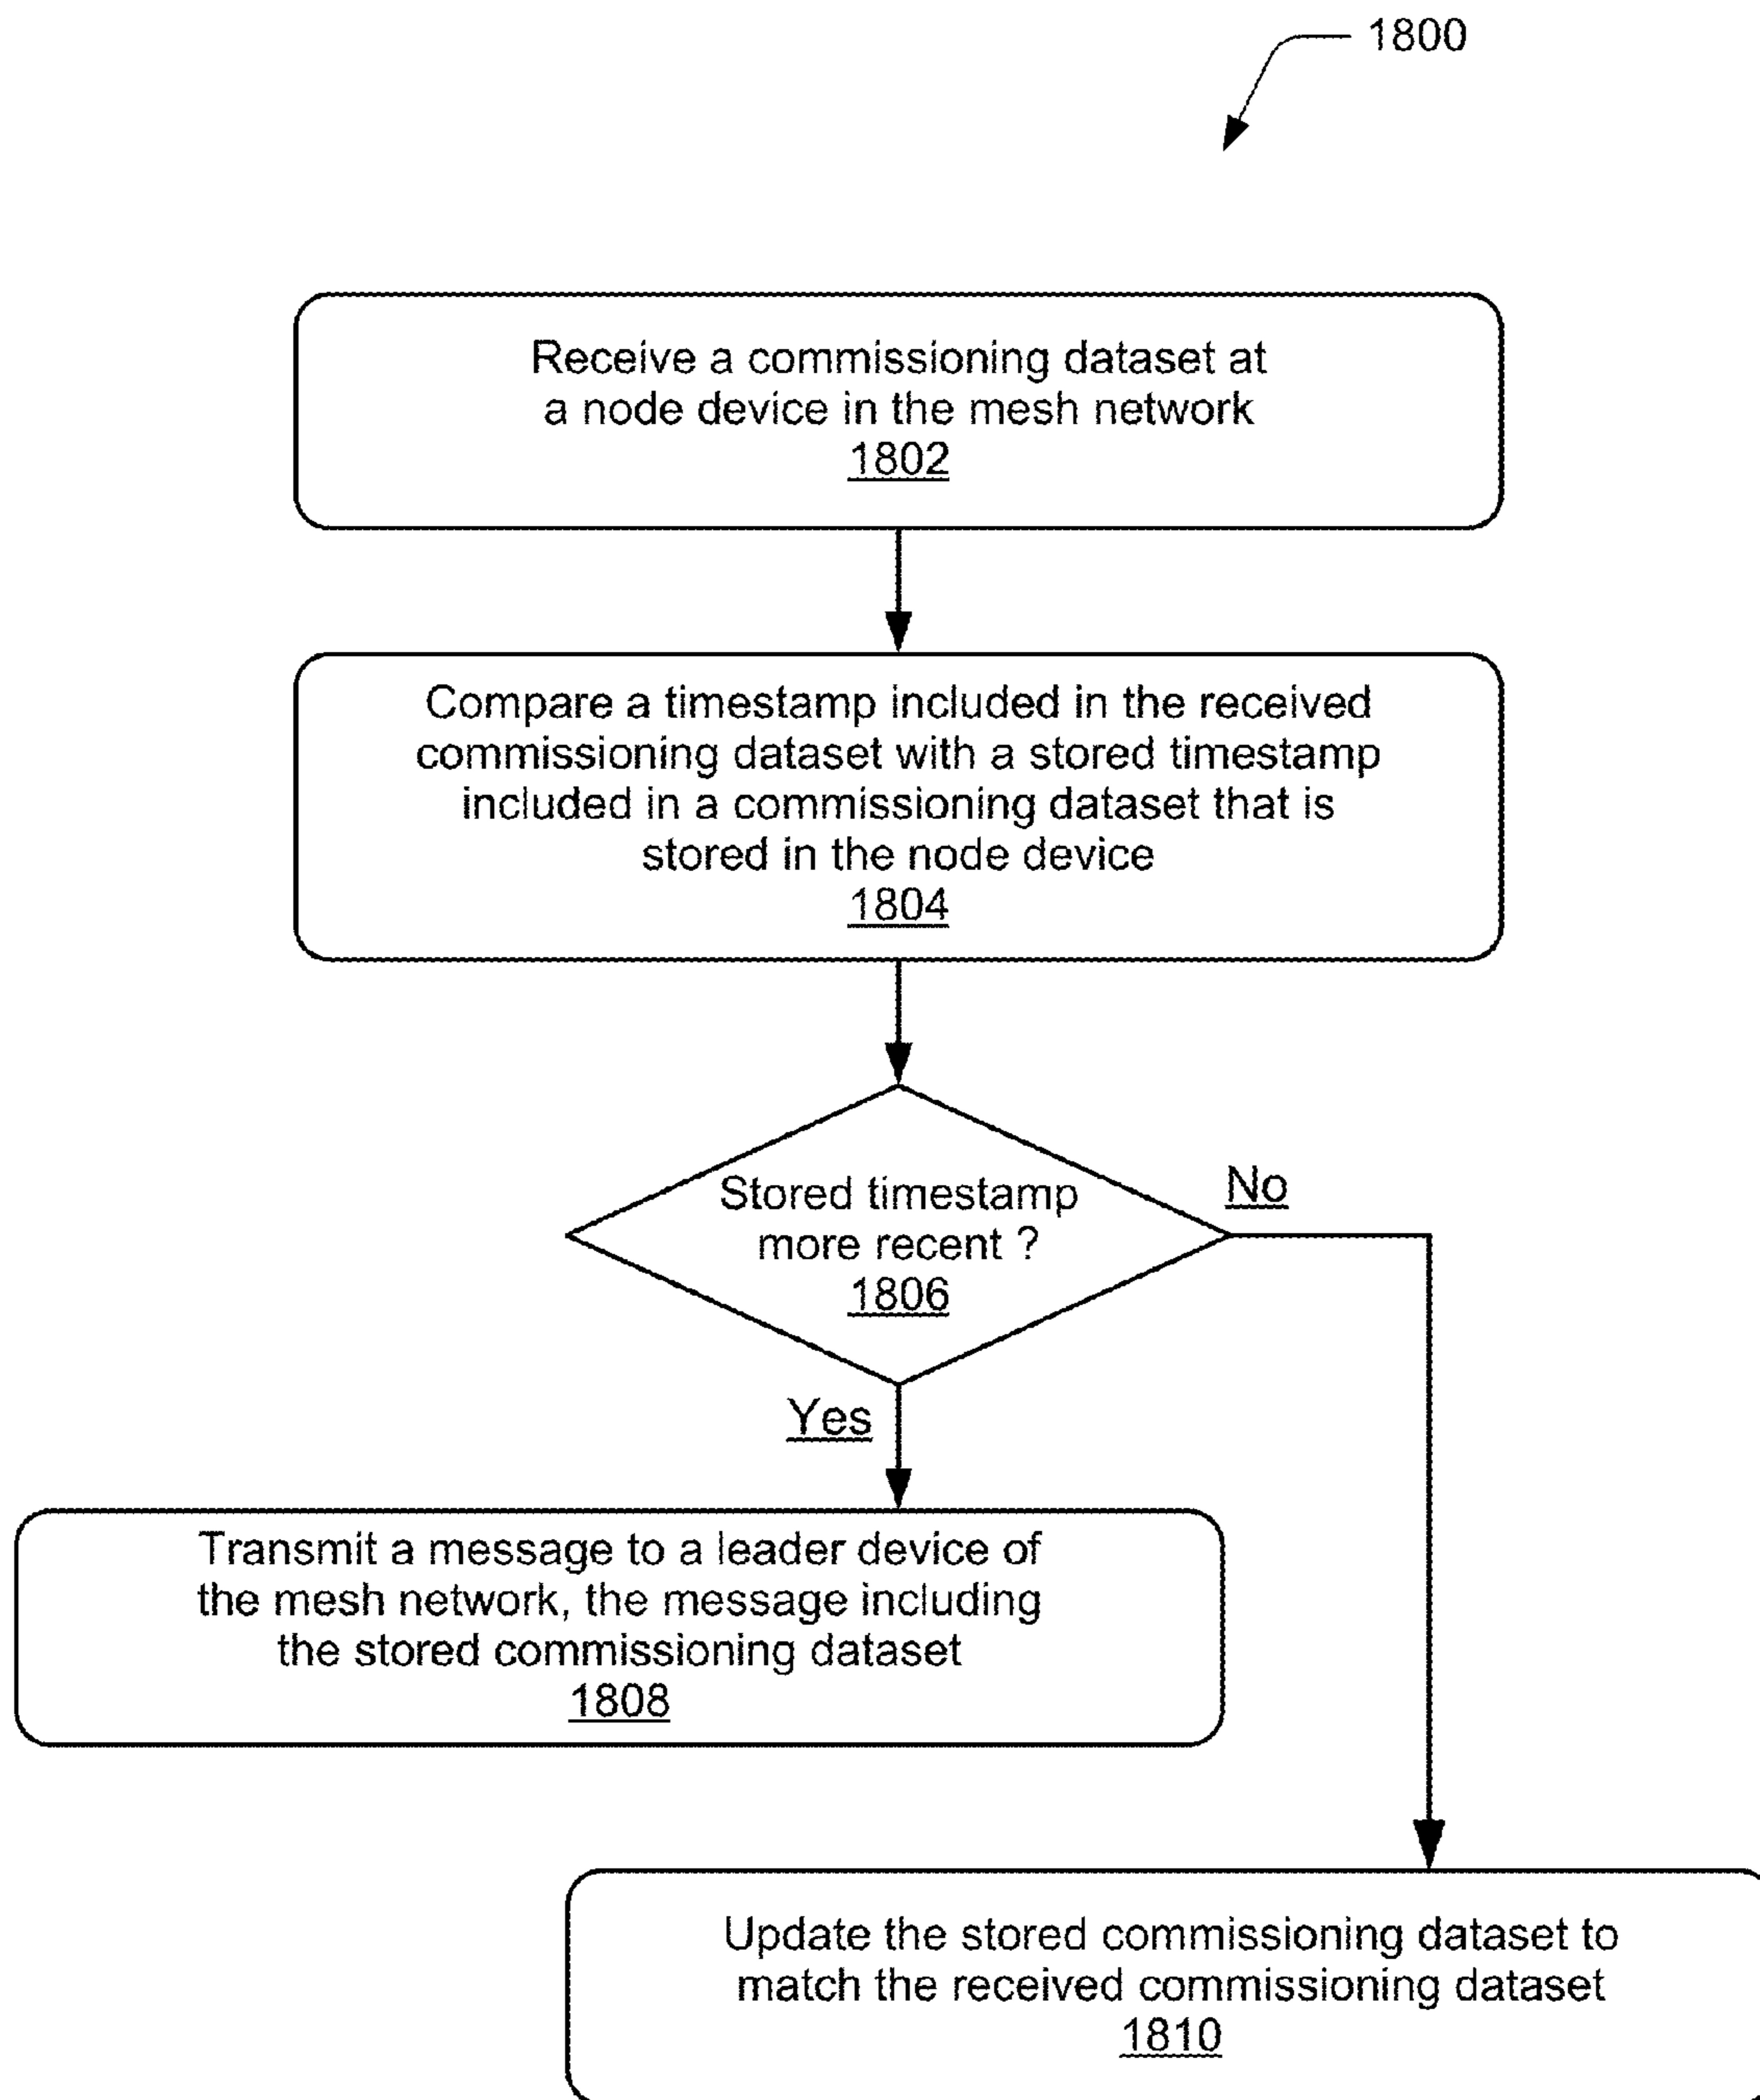 1800
Receive a commissioning dataset at
a node device in the mesh network
1802
Compare a timestamp included in the received
commissioning dataset with a stored timestamp
included in a commissioning dataset that is
stored in the node device
1804
Stored timestamp
more recent ?
1806
No
Yes
Transmit a message to a leader device of
the mesh network, the message including
the stored commissioning dataset
1808
Update the stored commissioning dataset to
match the received commissioning dataset
1810